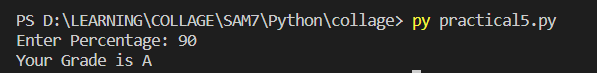 PS D:\LEARNING\COLLAGE\SAM7\Python\collage> py practical5.py
Enter Percentage: 90
Your Grade is A